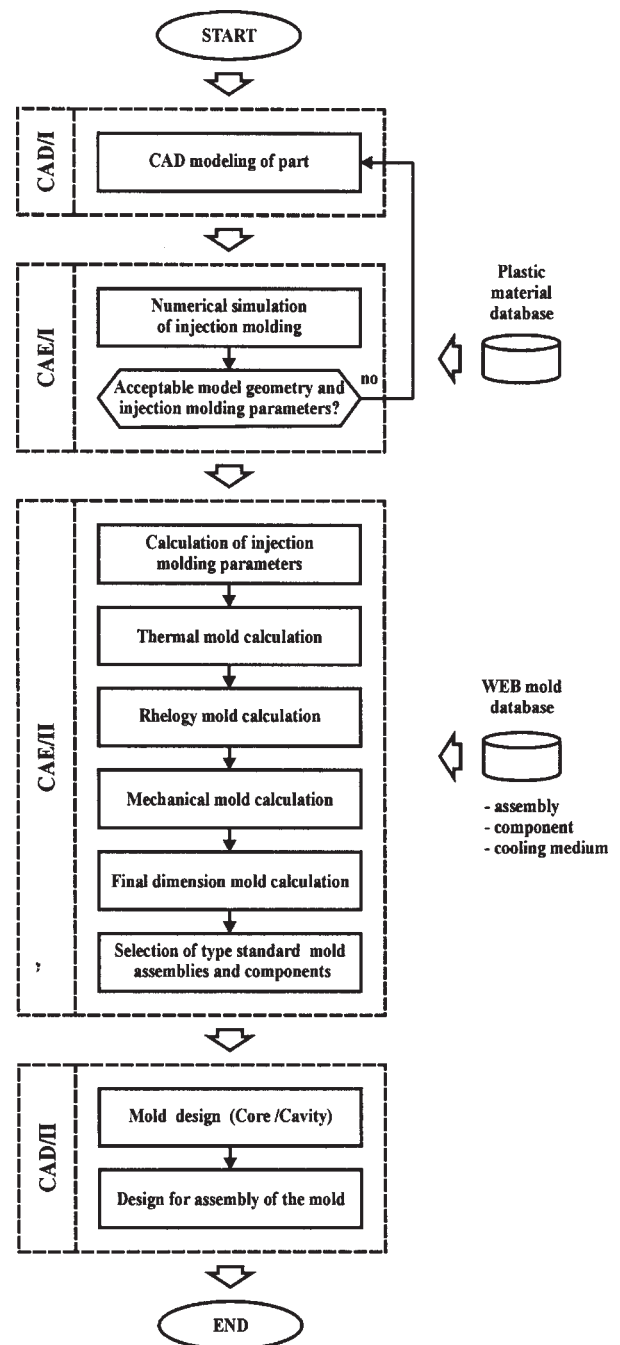 START
CAD/I
CAD modeling of part
CAE/I
Numerical simulation
of injection molding
Acceptable model geometry and
injection molding parameters?
no
Plastic
material
database
CAE/II
Calculation of injection
molding parameters
Thermal mold calculation
Rhelogy mold calculation
Mechanical mold calculation
Final dimension mold calculation
Selection of type standard mold
assemblies and components
WEB mold
database
- assembly
- component
- cooling medium
CAD/II
Mold design (Core /Cavity)
Design for assembly of the mold
END